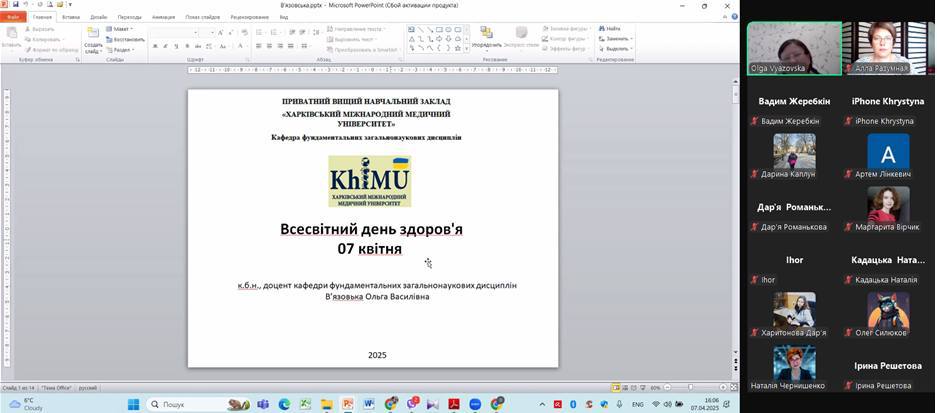 В'язовська.pptx - Microsoft PowerPoint (Сбой активации продукта)
Файл
Главная
Вставка
Дизайн
Переходы
Анимация
Показ слайдов
Рецензирование
Вид
Вставить
Вырезать
Копировать
Формат по образцу
Буфер обмена
Создать слайд
Макет
Восстановить
Раздел
Слайды
Шрифт
Направление текста
Выровнять текст
Преобразовать в SmartArt
Абзац
Упорядочить
Экспресс-стили
Заливка фигуры
Контур фигуры
Эффекты фигур
Рисование
Найти
Заменить
Выделить
Редактирование
ПРИВАТНИЙ ВИЩИЙ НАВЧАЛЬНИЙ ЗАКЛАД
«ХАРКІВСЬКИЙ МІЖНАРОДНИЙ МЕДИЧНИЙ
УНІВЕРСИТЕТ»
Кафедра фундаментальних загальнонаукових дисциплін
KhIMU
ХАРКІВСЬКИЙ МІЖНАРОДНИЙ
МЕДИЧНИЙ УНІВЕРСИТЕТ
Всесвітний день здоров'я
07 квітня
к.б.н., доцент кафедри фундаментальних загальнонаукових дисциплін
В'язовька Ольга Василівна
2025
Слайд 1 из 14
"Тема Office"
русский
60%
6°C
Cloudy
Пошук
ENG
16:06
07.04.2025
Olga Vyazovska
Алла Разумная
Вадим Жеребкін
Вадим Жеребкін
iPhone Khrystyna
iPhone Khrystyna
Дарина Каплун
А
Артем Лінкевич
Дар'я Романьк...
Дар'я Романькова
Маргарита Вірчик
Ihor
Ihor
Кадацька Ната...
Кадацька Наталія
Харитонова Дар'я
Олег Силюков
Наталія Чернишенко
Ірина Решетова
Ірина Решетова